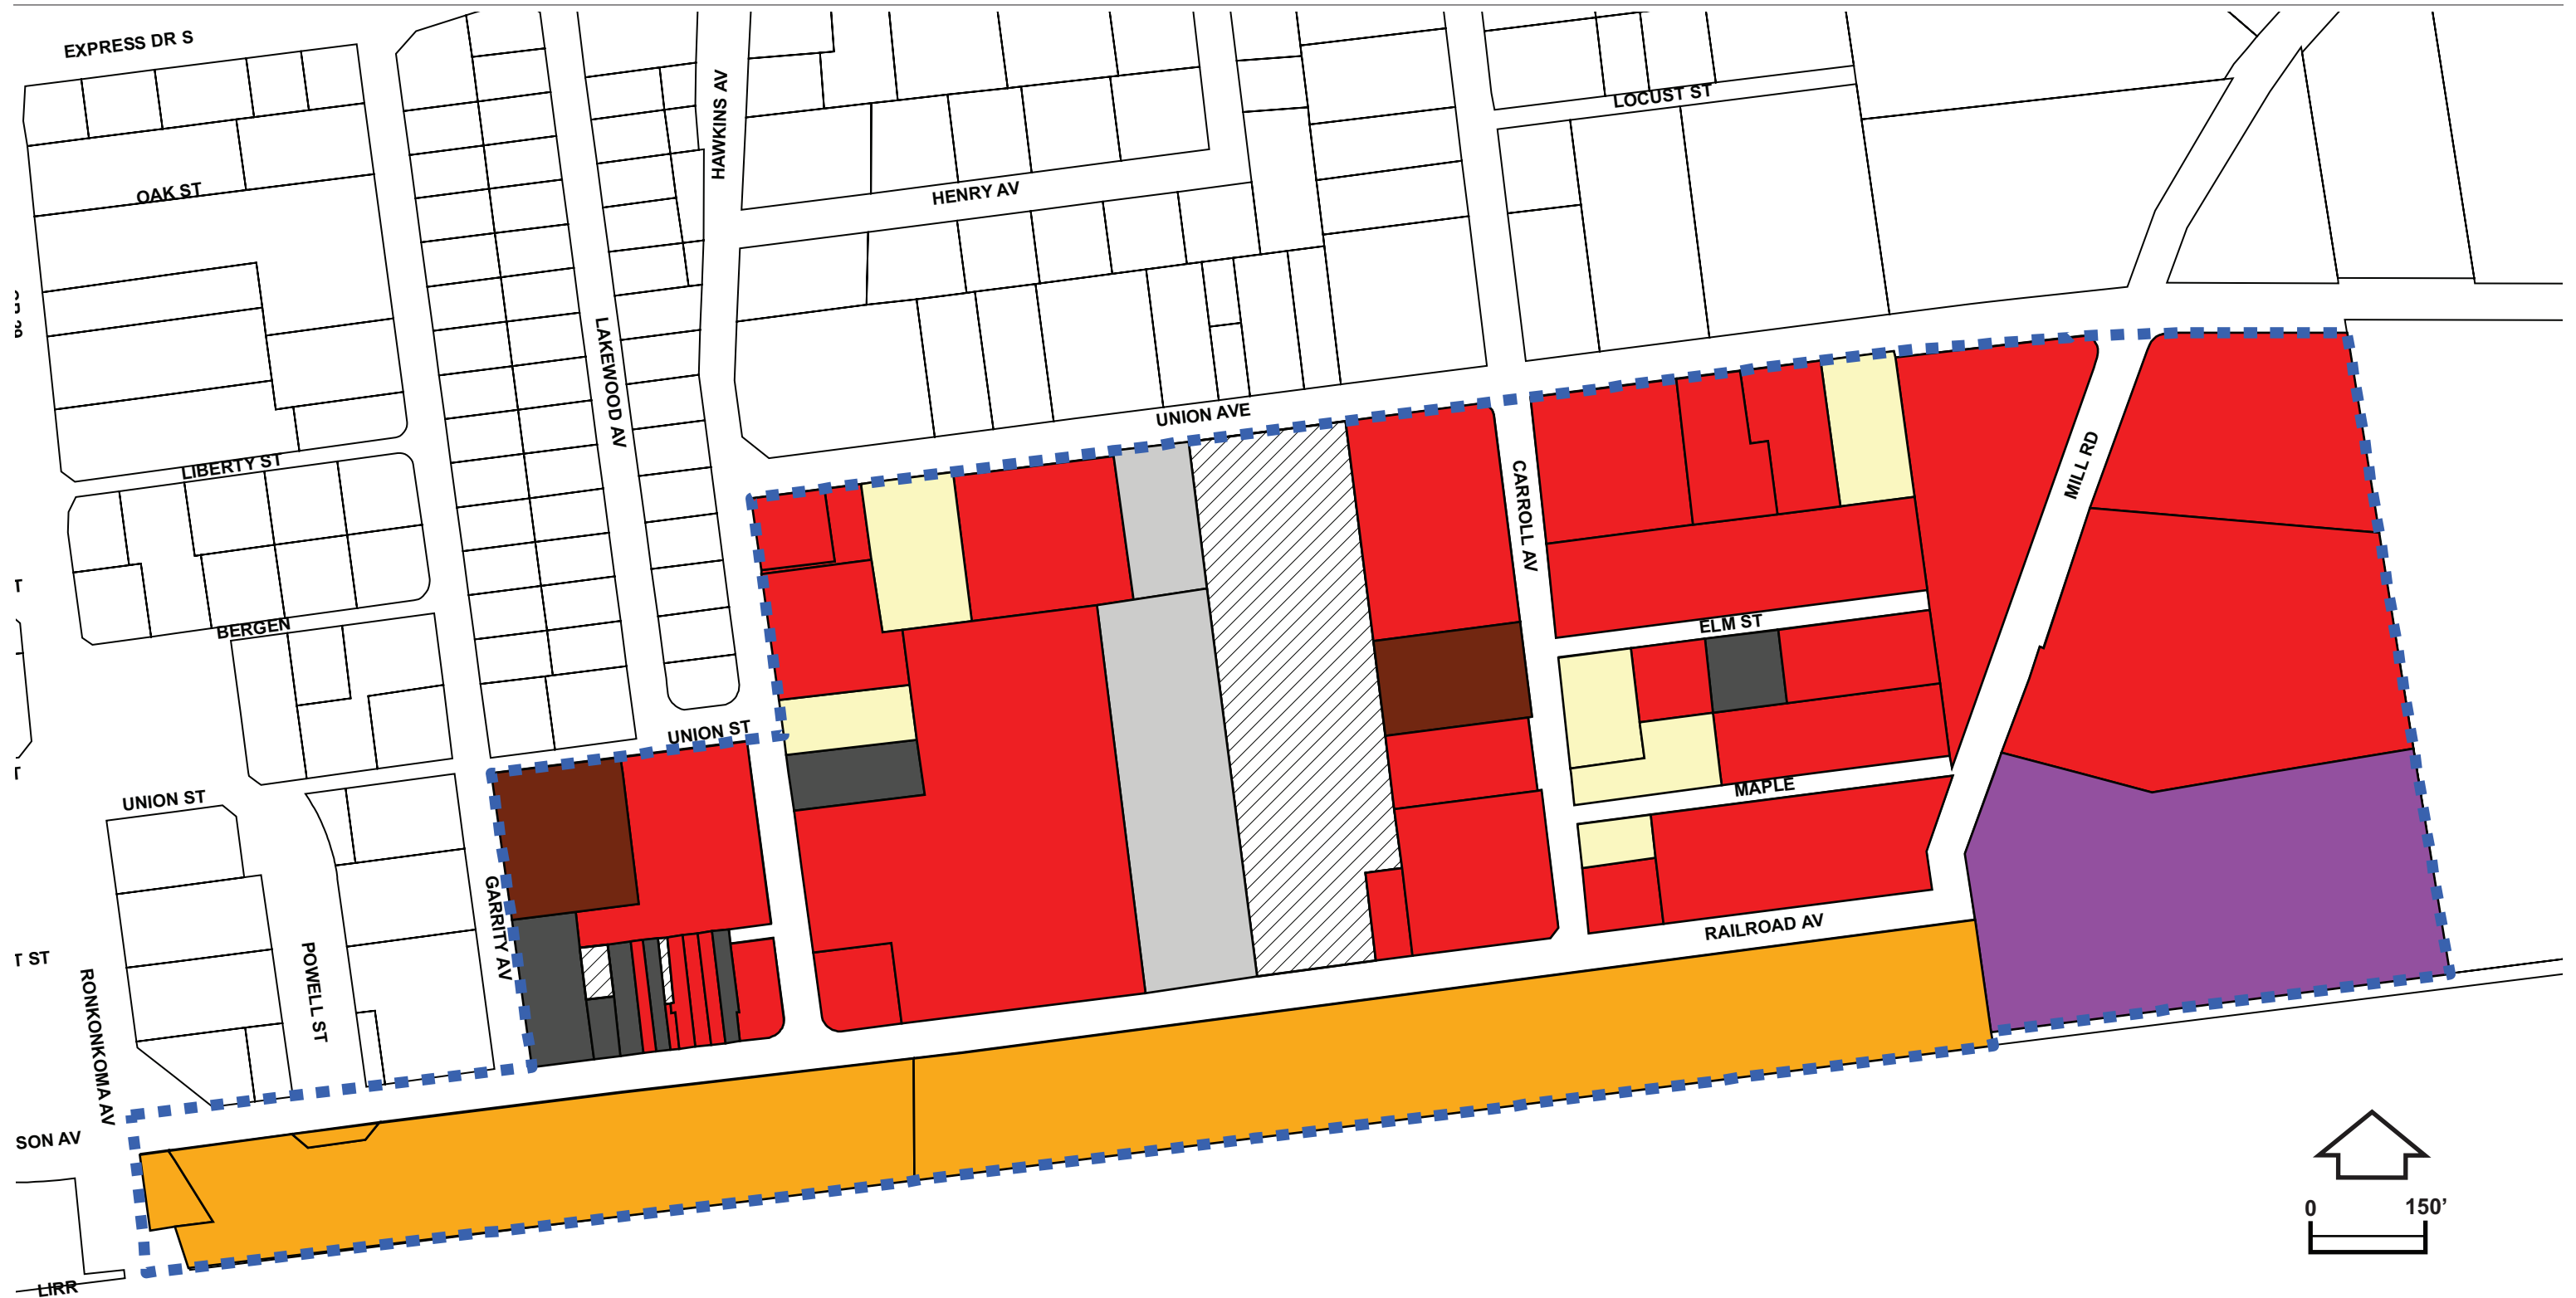 EXPRESS DR S
OAK ST
HAWKINS AV
HENRY AV
LOCUST ST
LAKEWOOD AV
LIBERTY ST
UNION AVE
CARROLL AV
MILL RD
BERGEN
ELM ST
UNION ST
MAPLE
UNION ST
GARRITY AV
RAILROAD AV
POWELL ST
T ST
RONKONKOMA AV
SON AV
LIRR
0 150’